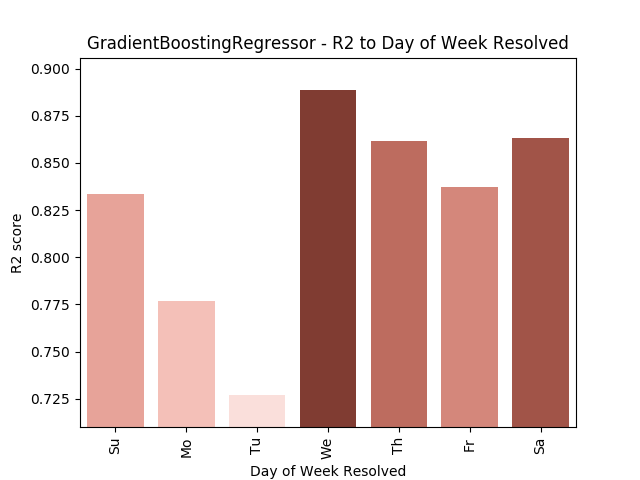 GradientBoostingRegressor - R2 to Day of Week Resolved
0.900
0.875
0.850
0.825
0.800
0.775
0.750
0.725
R2 score
Su
Mo
Tu
We
Th
Fr
Sa
Day of Week Resolved